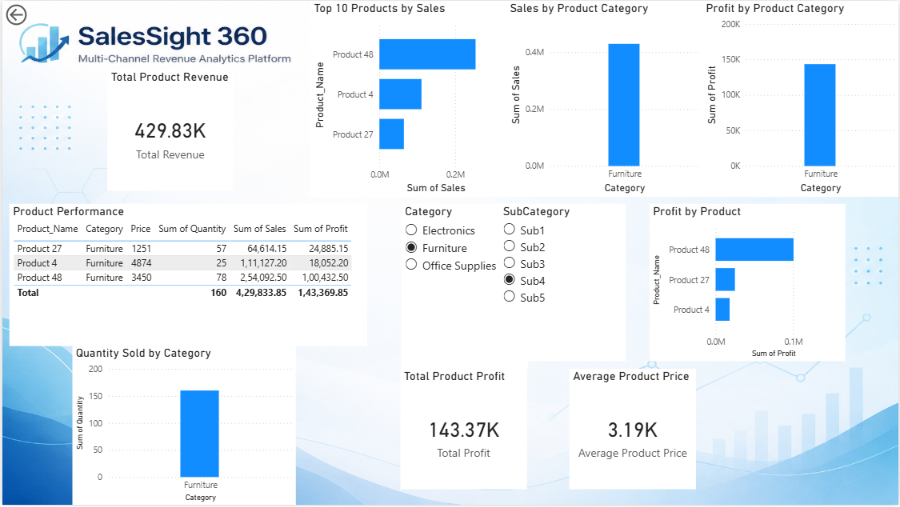 SalesSight 360
Multi-Channel Revenue Analytics Platform
Total Product Revenue
429.83K
Total Revenue
Top 10 Products by Sales
Product_Name
Product 48
Product 4
Product 27
0.0M 0.2M
Sum of Sales
Sales by Product Category
Sum of Sales
0.4M
0.2M
0.0M
Furniture
Category
Profit by Product Category
Sum of Profit
200K
150K
100K
50K
0K
Furniture
Category
Product Performance
Product_Name Category Price Sum of Quantity Sum of Sales Sum of Profit
Product 27 Furniture 1251 57 64,614.15 24,885.15
Product 4 Furniture 4874 25 1,11,127.20 18,052.20
Product 48 Furniture 3450 78 2,54,092.50 1,00,432.50
Total 160 4,29,833.85 1,43,369.85
Category
Electronics
Furniture
Office Supplies
SubCategory
Sub1
Sub2
Sub3
Sub4
Sub5
Profit by Product
Product_Name
Product 48
Product 27
Product 4
0.0M 0.1M
Sum of Profit
Quantity Sold by Category
Sum of Quantity
200
150
100
50
0
Furniture
Category
Total Product Profit
143.37K
Total Profit
Average Product Price
3.19K
Average Product Price